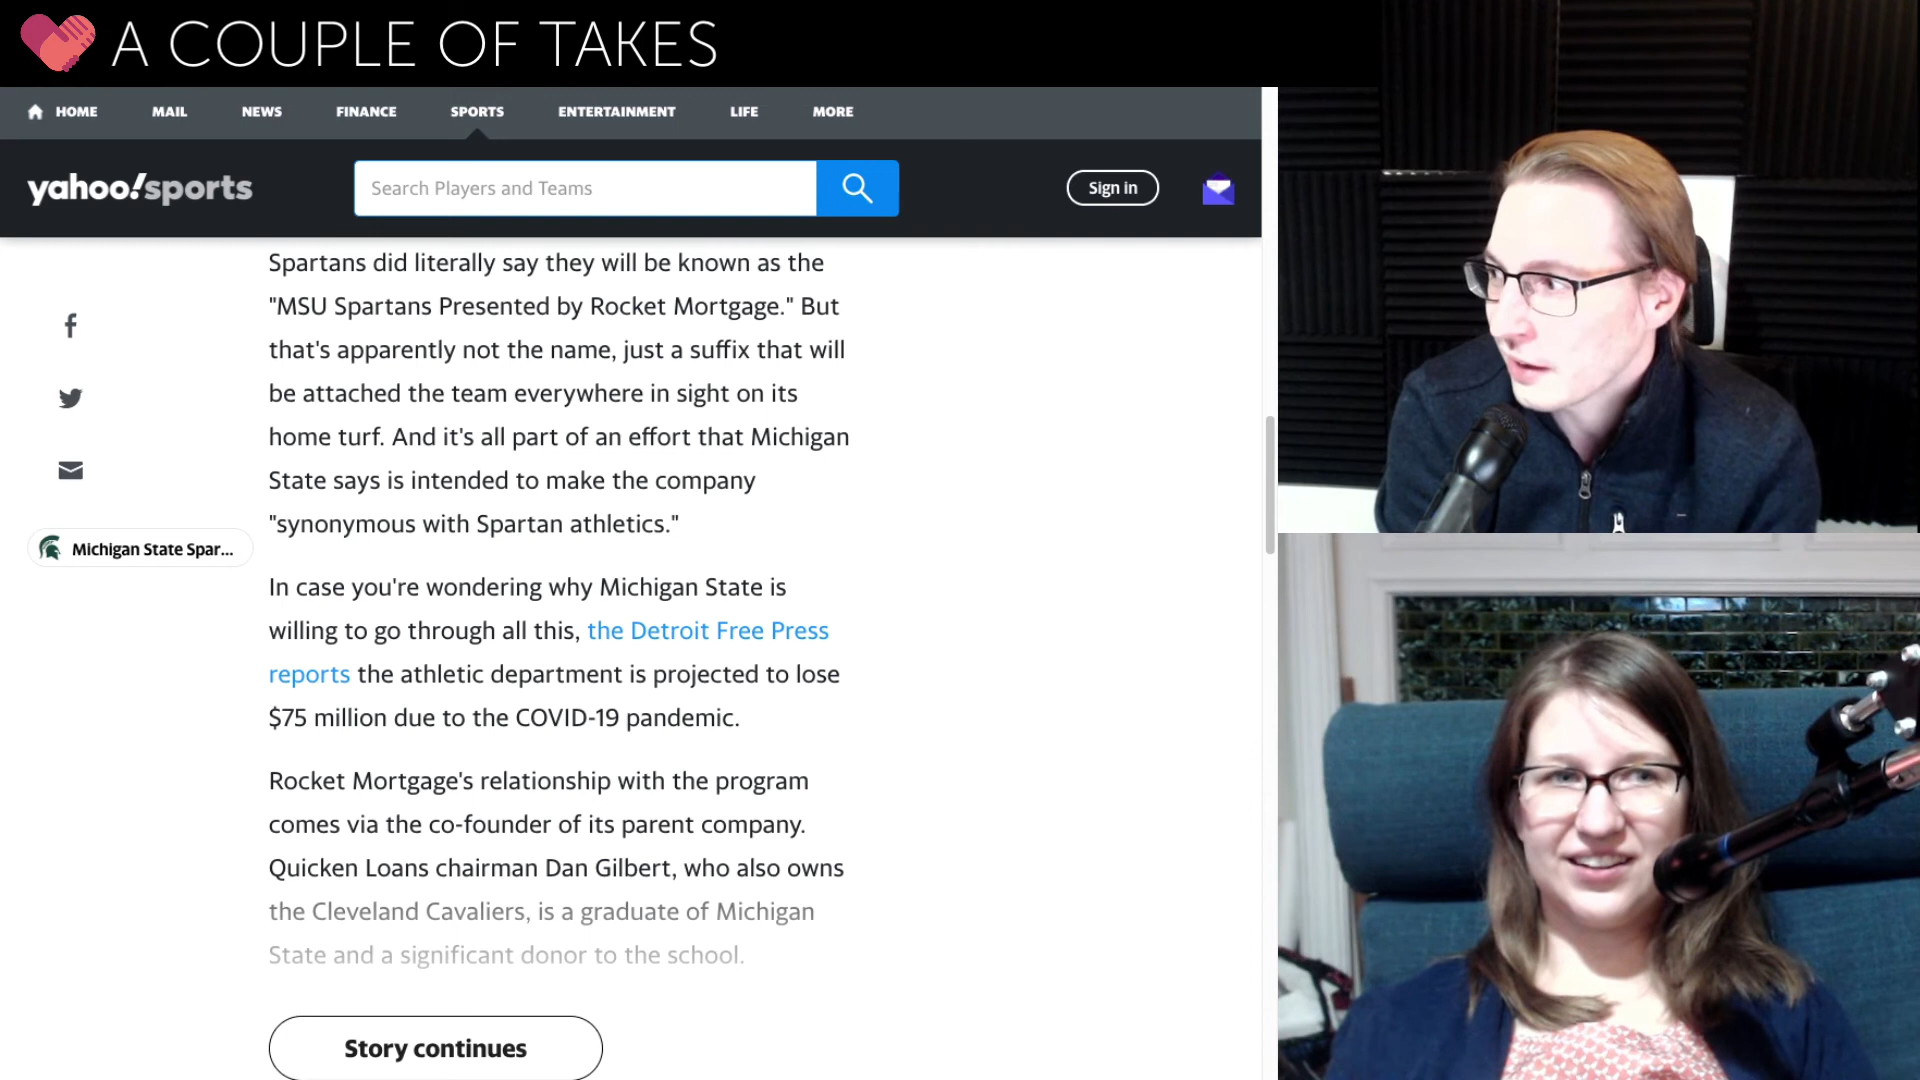 A COUPLE OF TAKES
HOME MAIL NEWS FINANCE SPORTS ENTERTAINMENT LIFE MORE
yahoo!sports
Search Players and Teams
Sign in
Spartans did literally say they will be known as the
"MSU Spartans Presented by Rocket Mortgage." But
that's apparently not the name, just a suffix that will
be attached the team everywhere in sight on its
home turf. And it's all part of an effort that Michigan
State says is intended to make the company
"synonymous with Spartan athletics."
Michigan State Spar...
In case you're wondering why Michigan State is
willing to go through all this, the Detroit Free Press
reports the athletic department is projected to lose
$75 million due to the COVID-19 pandemic.
Rocket Mortgage's relationship with the program
comes via the co-founder of its parent company.
Quicken Loans chairman Dan Gilbert, who also owns
the Cleveland Cavaliers, is a graduate of Michigan
State and a significant donor to the school.
Story continues